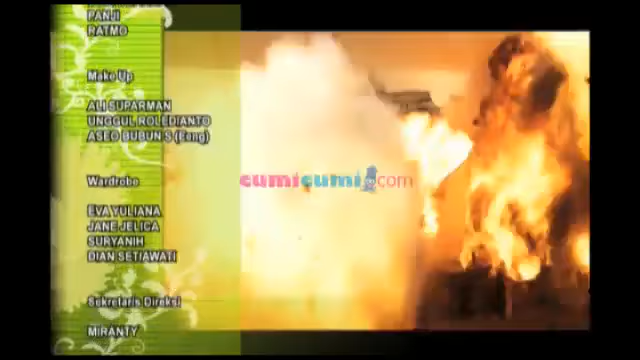 PANJI
RATMO
Make Up
ALI SUPARMAN
UNGGUL ROLEDIANTO
ASEO BUBUN S (Eeng)
Wardrobe
EVA YULIANA
JANE JELICA
SURYANIH
DIAN SETIAWATI
cumicumi.com
Sekretaris Direksi
MIRANTY